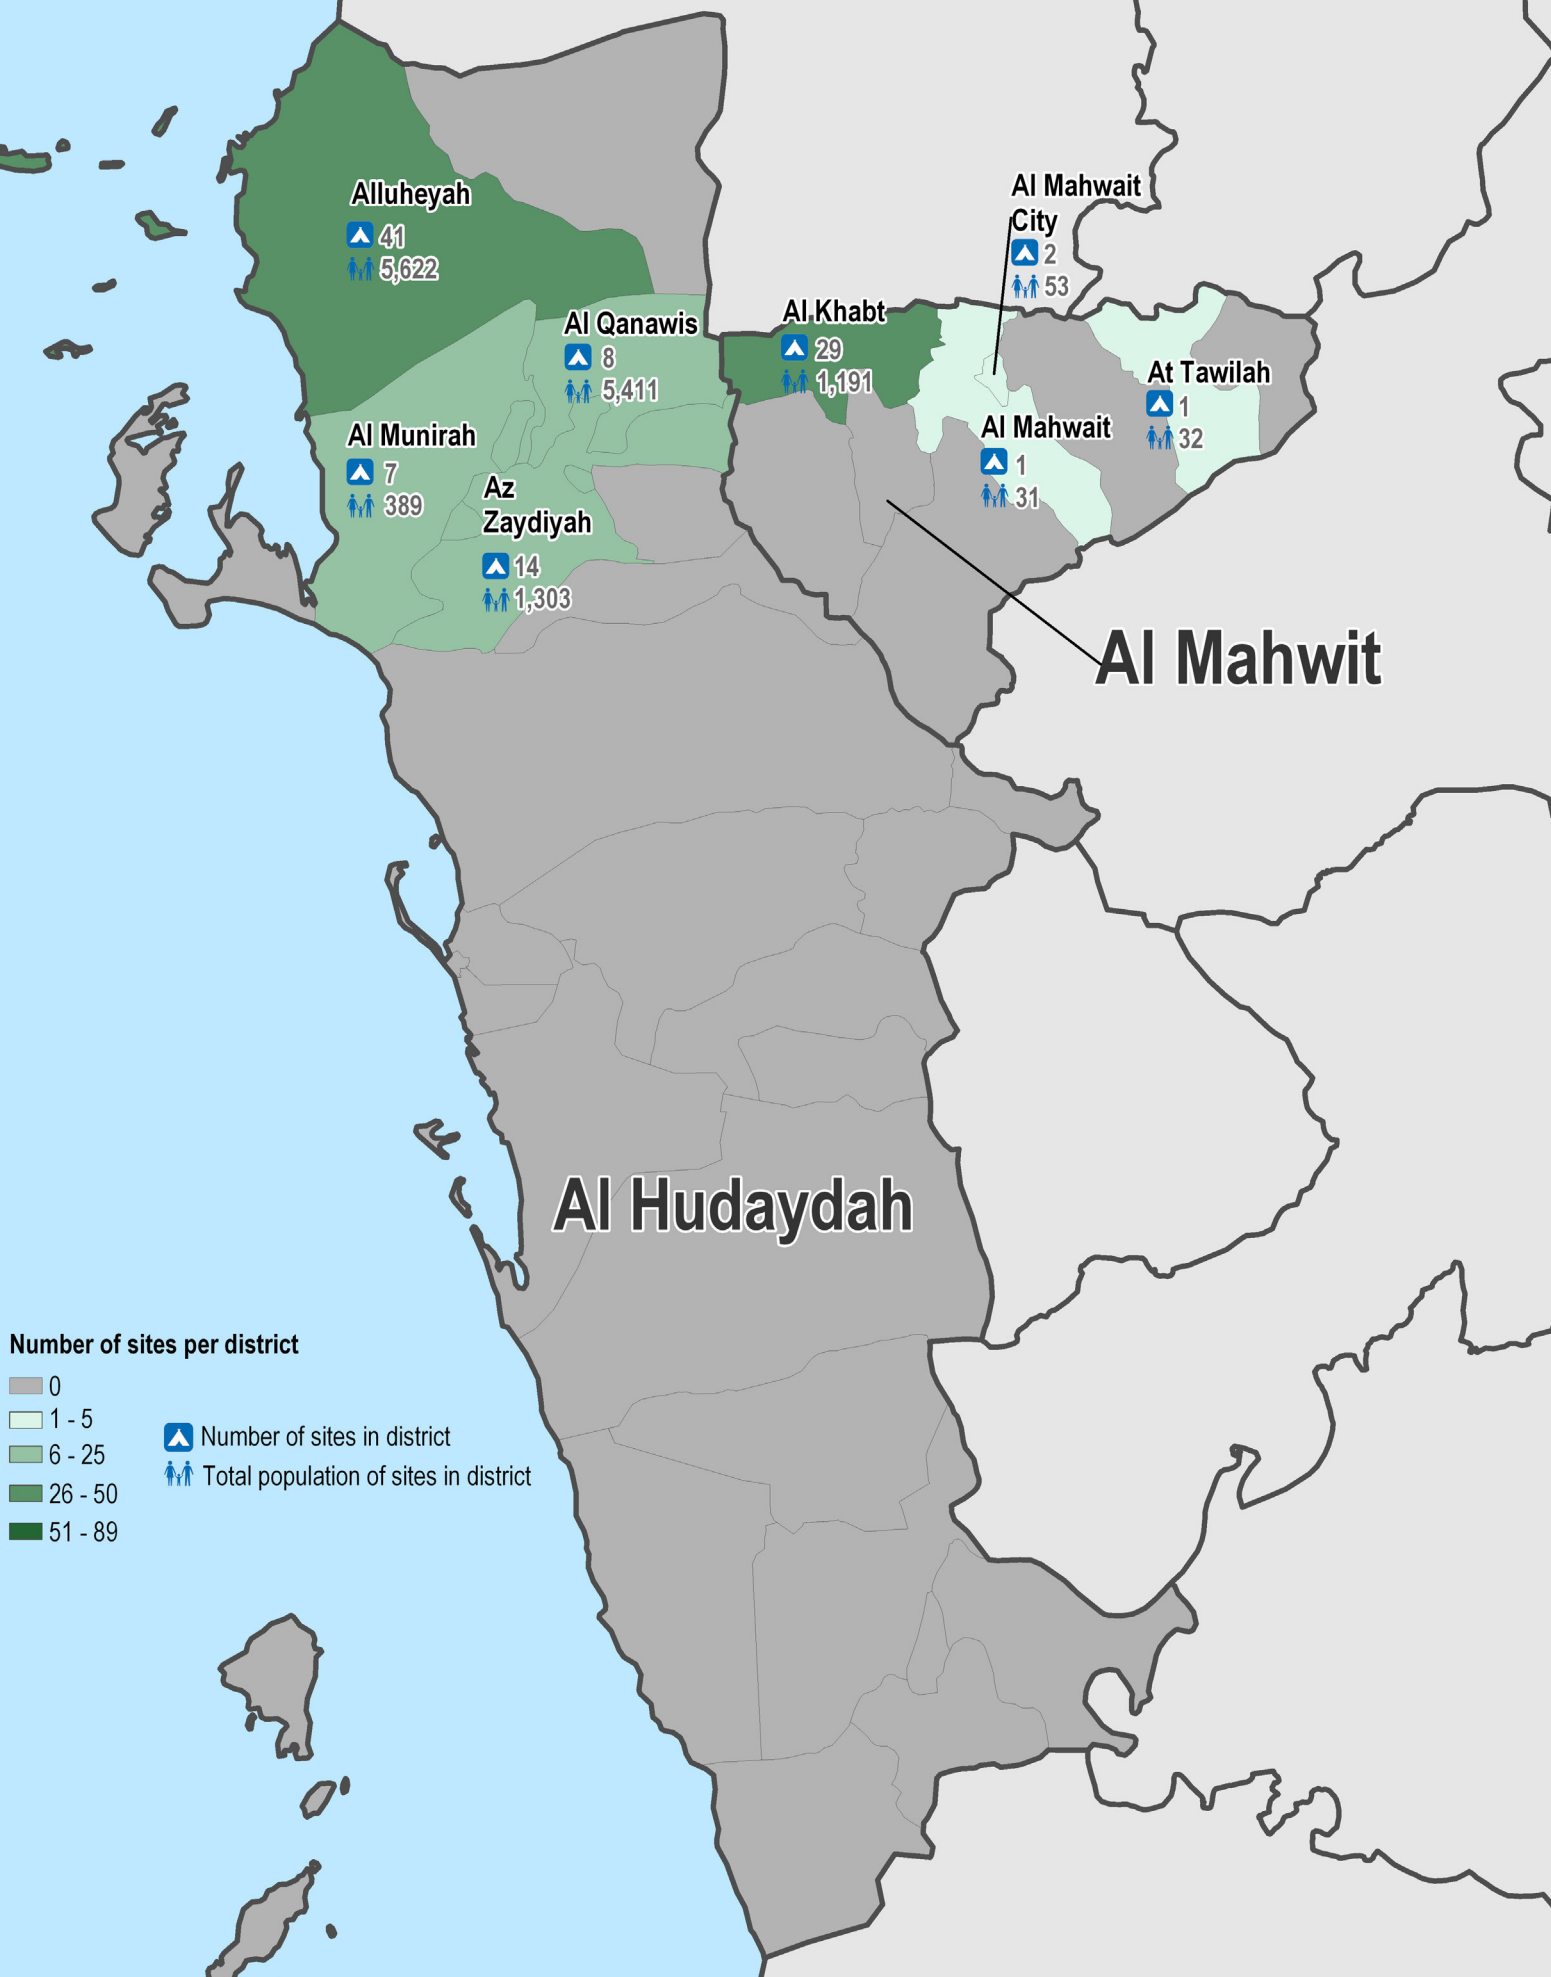 Al Mahwait
City
2
53
Alluheyah
41
5,622
Al Qanawis
8
5,411
Al Khabt
29
1,191
At Tawilah
1
32
Al Munirah
7
389
Al Mahwait
1
31
Az
Zaydiyah
14
1,303
Al Mahwit
Al Hudaydah
Number of sites per district
0
1 - 5
6 - 25
26 - 50
51 - 89
Number of sites in district
Total population of sites in district